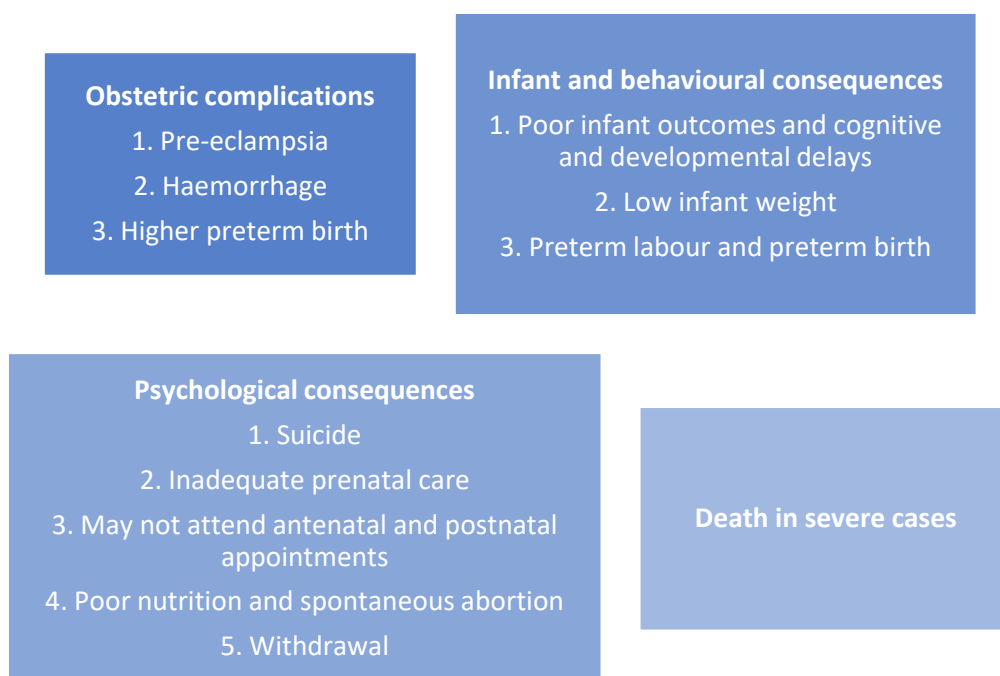 Obstetric complications
1. Pre-eclampsia
2. Haemorrhage
3. Higher preterm birth
Infant and behavioural consequences
1. Poor infant outcomes and cognitive
and developmental delays
2. Low infant weight
3. Preterm labour and preterm birth
Psychological consequences
1. Suicide
2. Inadequate prenatal care
3. May not attend antenatal and postnatal
appointments
4. Poor nutrition and spontaneous abortion
5. Withdrawal
Death in severe cases